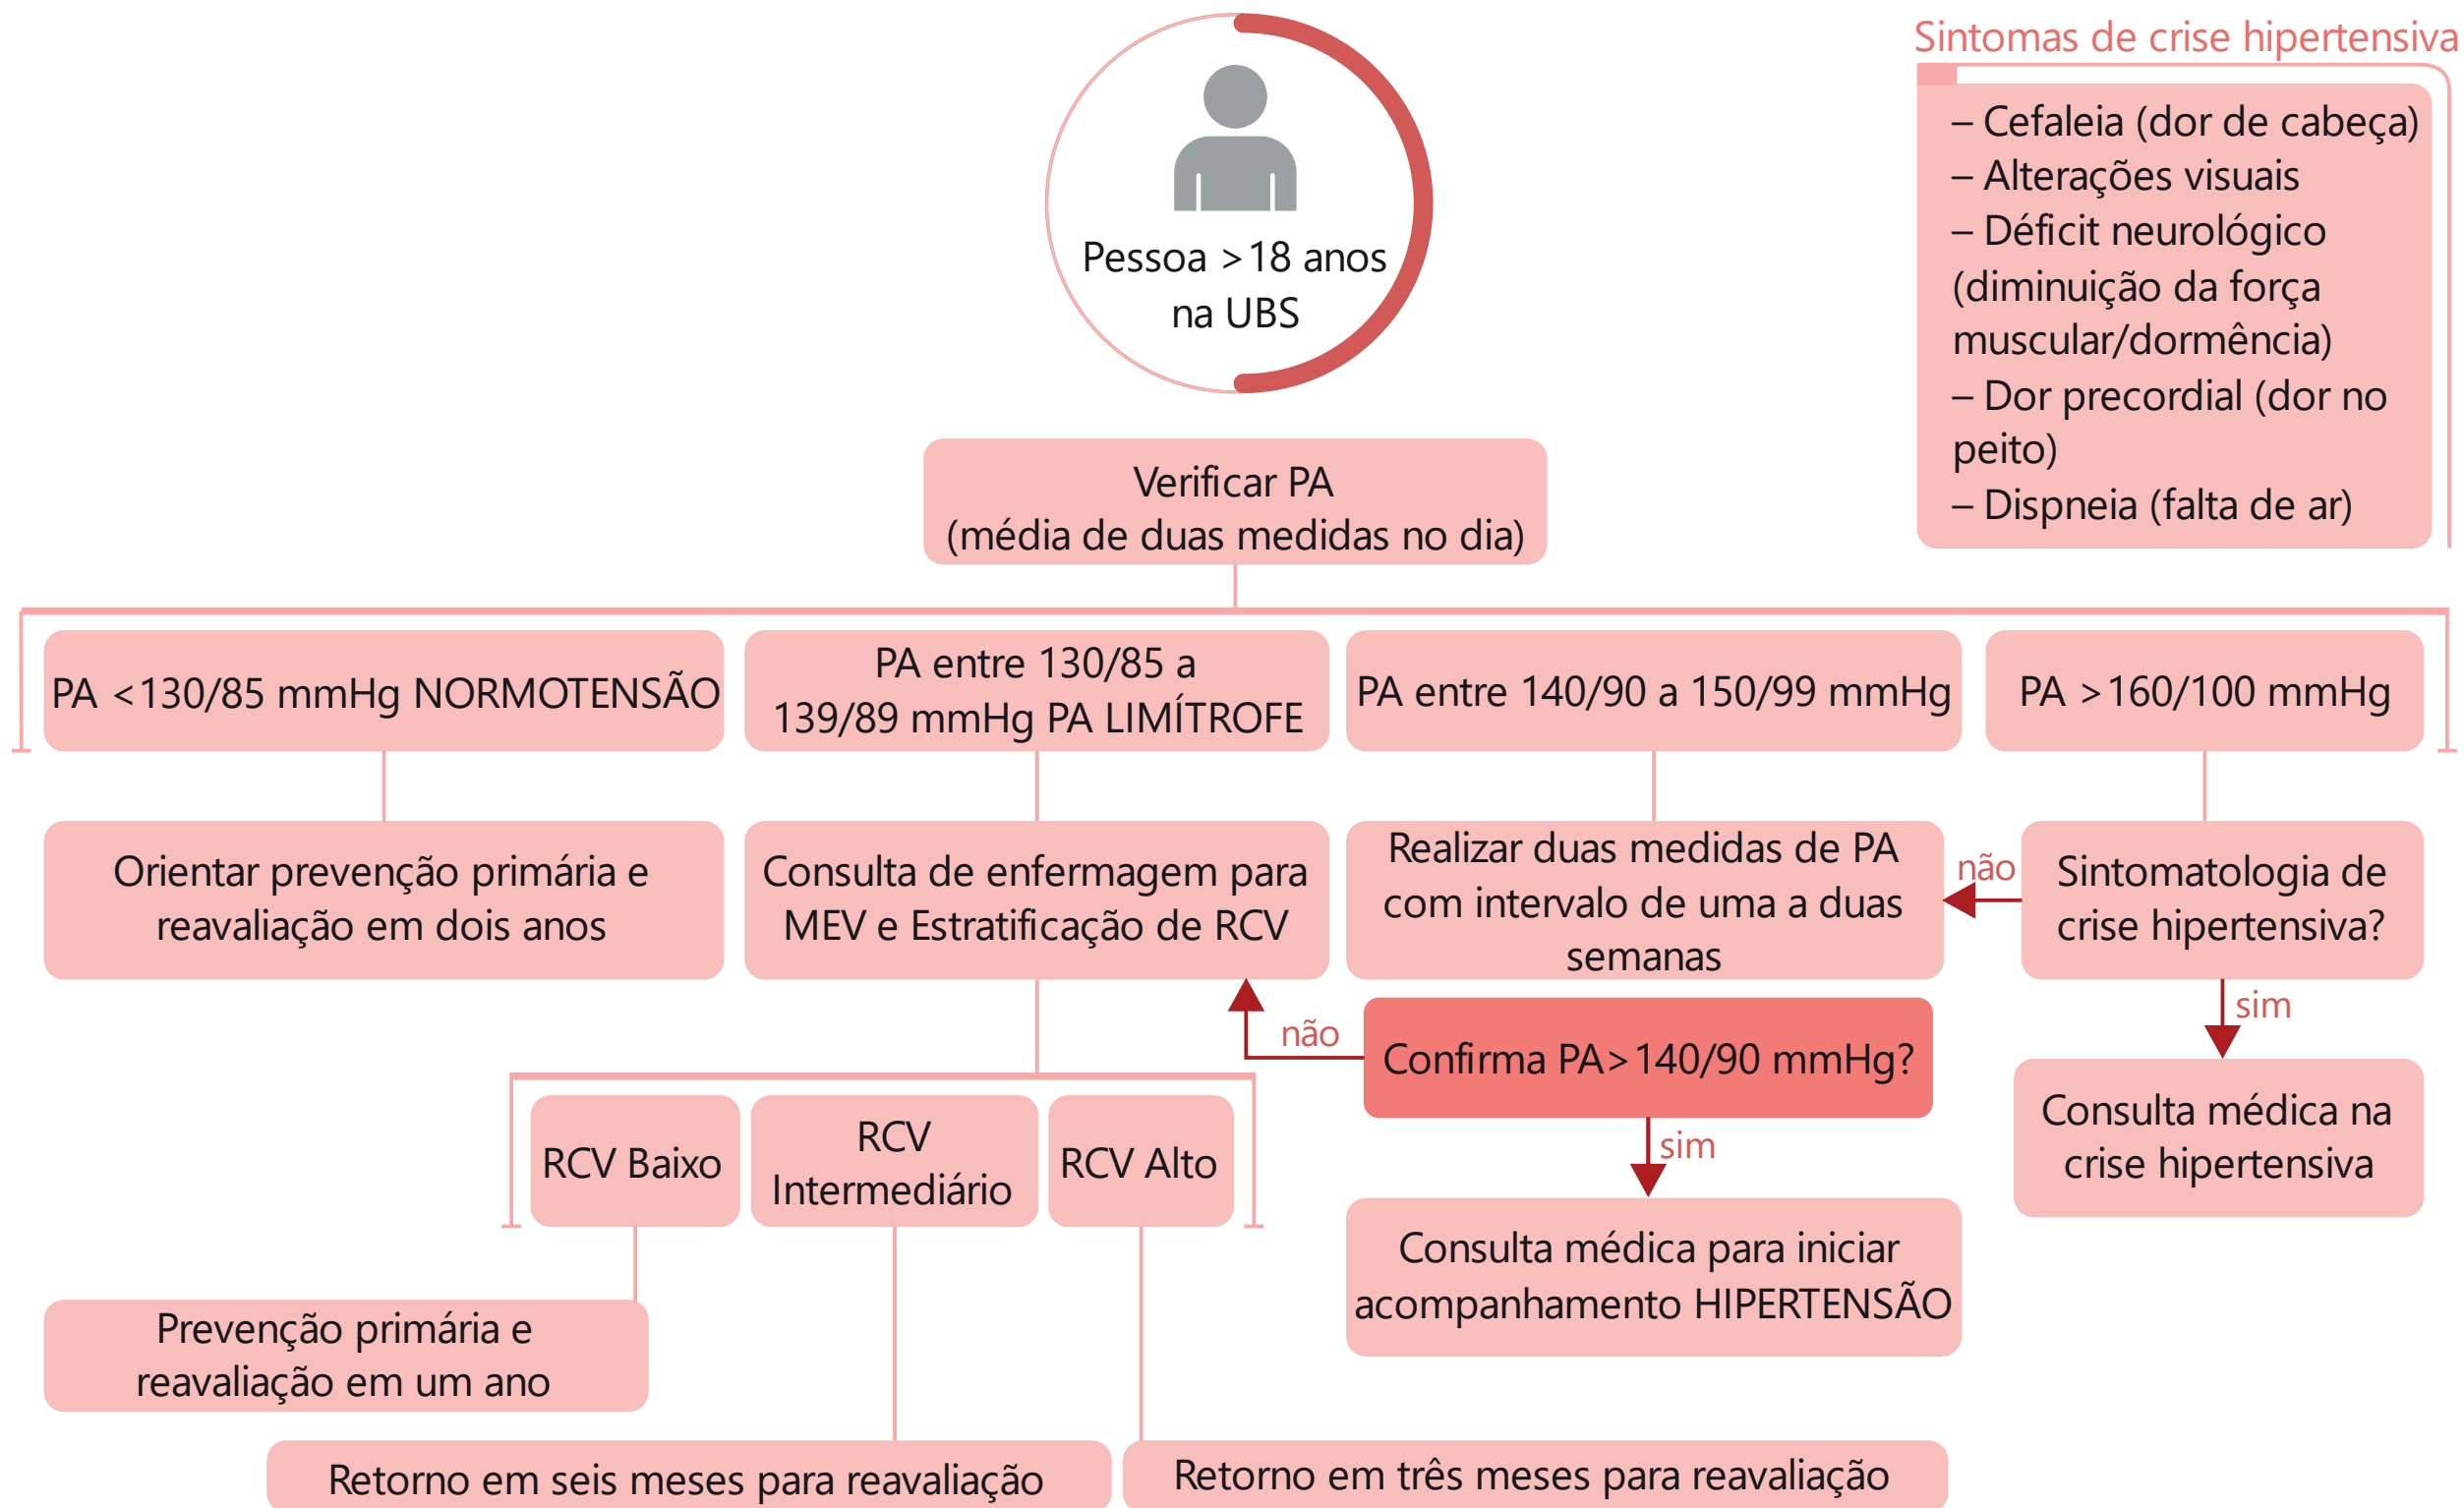 Sintomas de crise hipertensiva
– Cefaleia (dor de cabeça)
– Alterações visuais
– Déficit neurológico
(diminuição da força
muscular/dormência)
– Dor precordial (dor no
peito)
– Dispneia (falta de ar)
Pessoa >18 anos
na UBS
Verificar PA
(média de duas medidas no dia)
PA <130/85 mmHg NORMOTENSÃO
PA entre 130/85 a
139/89 mmHg PA LIMÍTROFE
PA entre 140/90 a 150/99 mmHg
PA >160/100 mmHg
Orientar prevenção primária e
reavaliação em dois anos
Consulta de enfermagem para
MEV e Estratificação de RCV
Realizar duas medidas de PA
com intervalo de uma a duas
semanas
não
Sintomatologia de
crise hipertensiva?
sim
não
Confirma PA>140/90 mmHg?
sim
Consulta médica na
crise hipertensiva
RCV Baixo
RCV
Intermediário
RCV Alto
Consulta médica para iniciar
acompanhamento HIPERTENSÃO
Prevenção primária e
reavaliação em um ano
Retorno em seis meses para reavaliação
Retorno em três meses para reavaliação